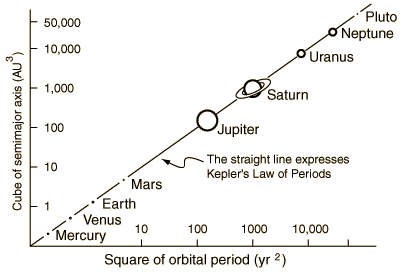 Pluto
Neptune
Uranus
Saturn
Jupiter
The straight line expresses
Kepler's Law of Periods
Mars
Earth
Venus
Mercury
Cube of semimajor axis (AU³)
50,000
10,000
1,000
100
10
1
10
100
1000
10,000
Square of orbital period (yr ²)